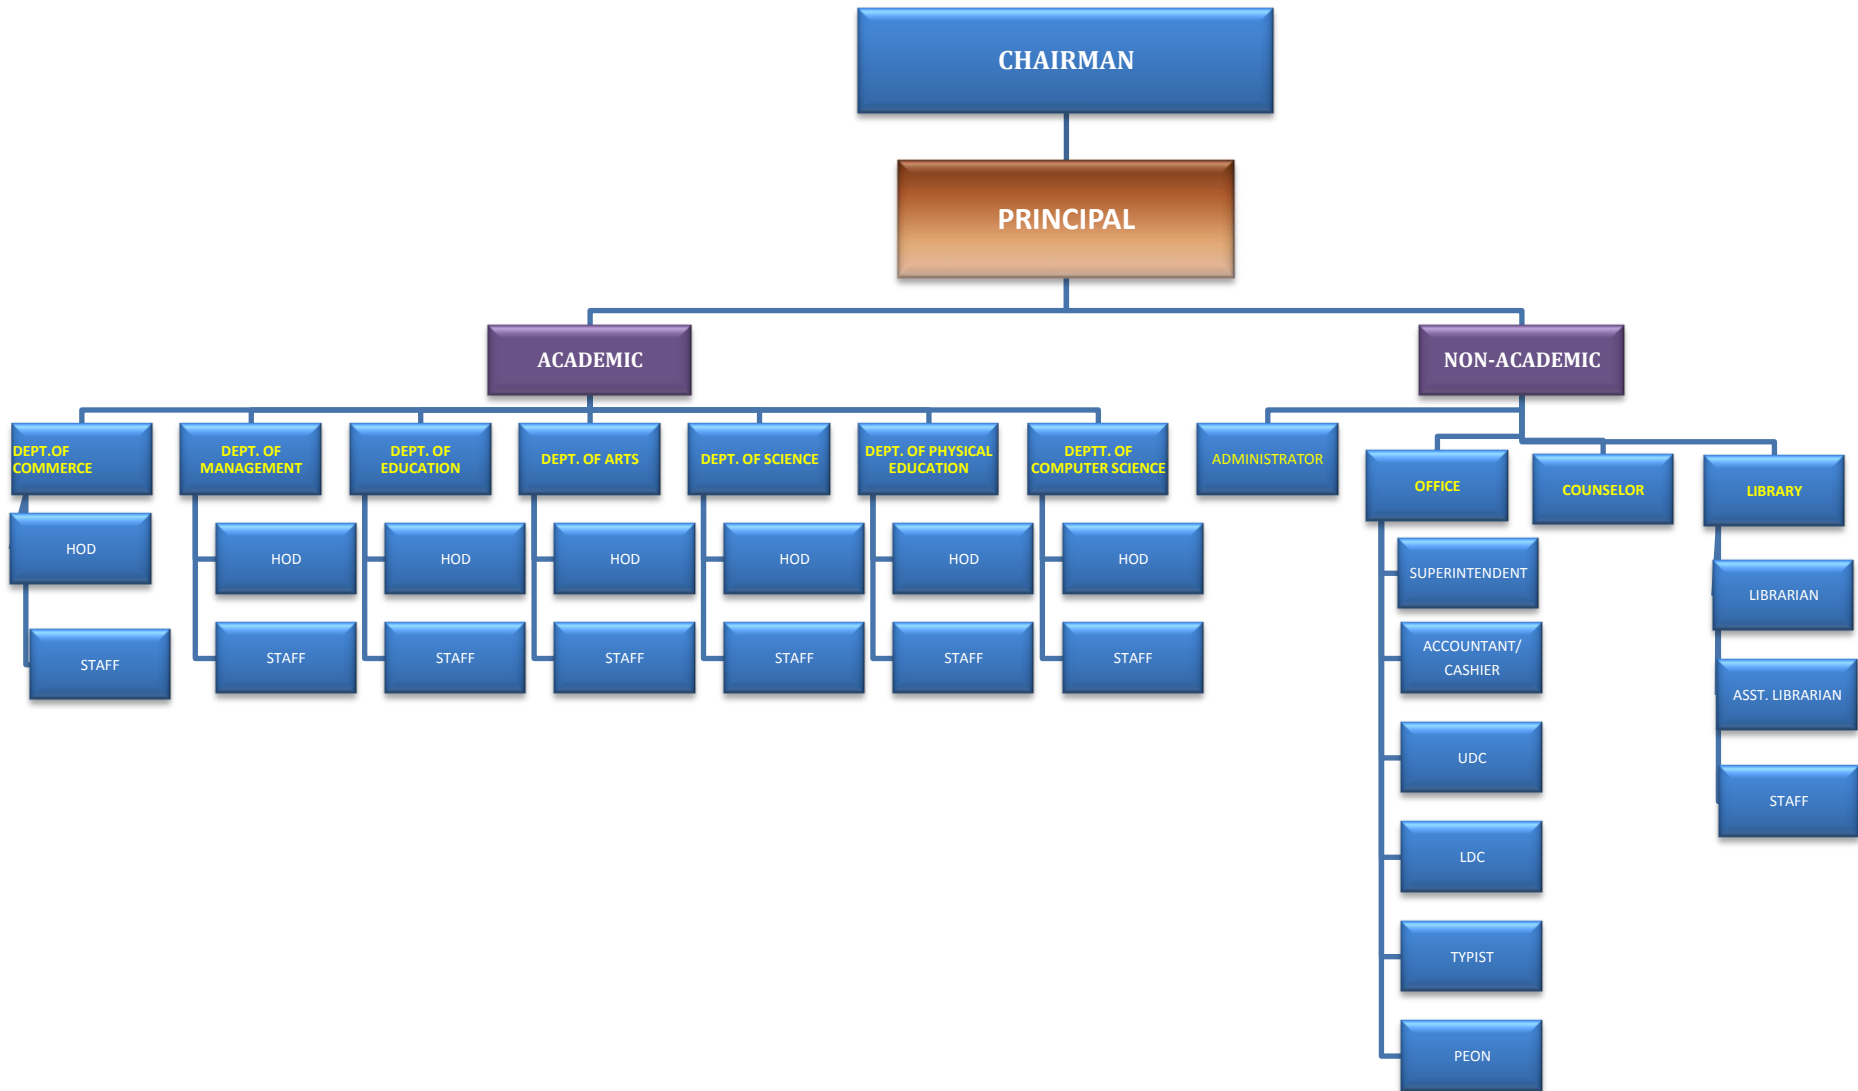 CHAIRMAN
PRINCIPAL
ACADEMIC
NON-ACADEMIC
DEPT.OF
COMMERCE
DEPT. OF
MANAGEMENT
DEPT. OF
EDUCATION
DEPT. OF ARTS
DEPT. OF SCIENCE
DEPT. OF PHYSICAL
EDUCATION
DEPTT. OF
COMPUTER SCIENCE
ADMINISTRATOR
OFFICE
COUNSELOR
LIBRARY
HOD
HOD
HOD
HOD
HOD
HOD
HOD
STAFF
STAFF
STAFF
STAFF
STAFF
STAFF
STAFF
SUPERINTENDENT
ACCOUNTANT/
CASHIER
UDC
LDC
TYPIST
PEON
LIBRARIAN
ASST. LIBRARIAN
STAFF